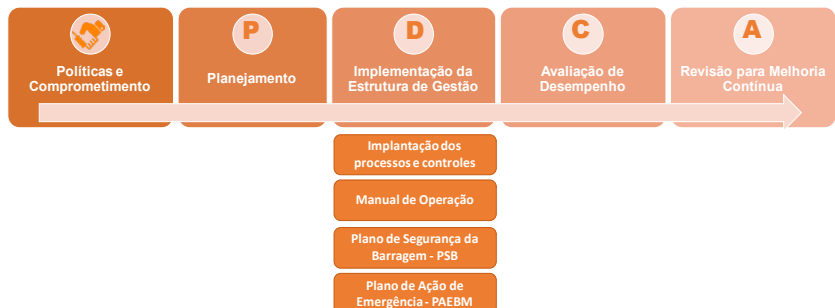 P
D
C
A
Políticas e
Comprometimento
Planejamento
Implementação da
Estrutura de Gestão
Avaliação de
Desempenho
Revisão para Melhoria
Contínua
Implantação dos
processos e controles
Manual de Operação
Plano de Segurança da
Barragem - PSB
Plano de Ação de
Emergência - PAEBM